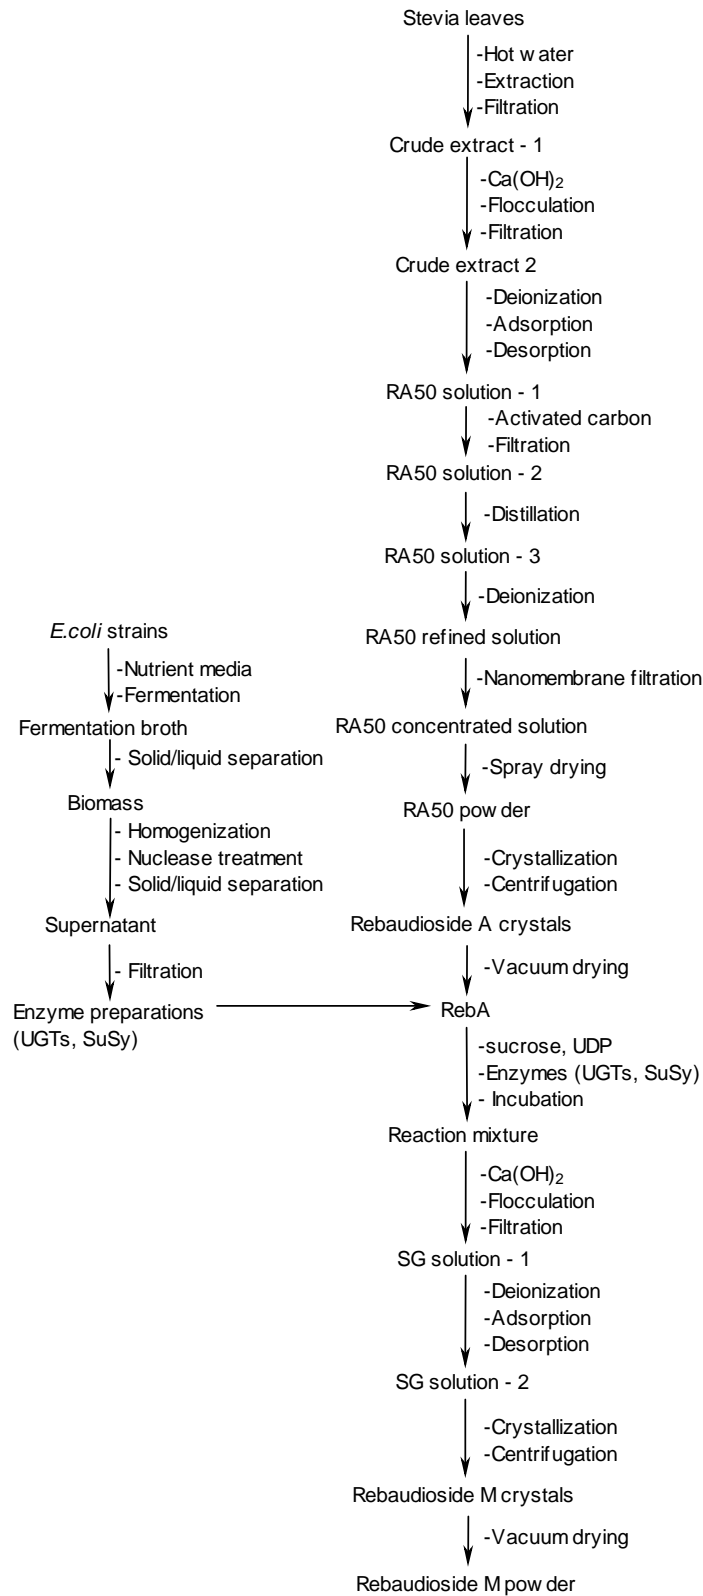 Stevia leaves
-Hot water
-Extraction
-Filtration
Crude extract - 1
-Ca(OH)₂
-Flocculation
-Filtration
Crude extract 2
-Deionization
-Adsorption
-Desorption
RA50 solution - 1
-Activated carbon
-Filtration
RA50 solution - 2
-Distillation
RA50 solution - 3
-Deionization
RA50 refined solution
-Nanomembrane filtration
RA50 concentrated solution
-Spray drying
RA50 powder
-Crystallization
-Centrifugation
Rebaudioside A crystals
-Vacuum drying
E.coli strains
-Nutrient media
-Fermentation
Fermentation broth
- Solid/liquid separation
Biomass
- Homogenization
- Nuclease treatment
- Solid/liquid separation
Supernatant
- Filtration
Enzyme preparations
(UGTs, SuSy)
RebA
-sucrose, UDP
-Enzymes (UGTs, SuSy)
- Incubation
Reaction mixture
-Ca(OH)₂
-Flocculation
-Filtration
SG solution - 1
-Deionization
-Adsorption
-Desorption
SG solution - 2
-Crystallization
-Centrifugation
Rebaudioside M crystals
-Vacuum drying
Rebaudioside M powder